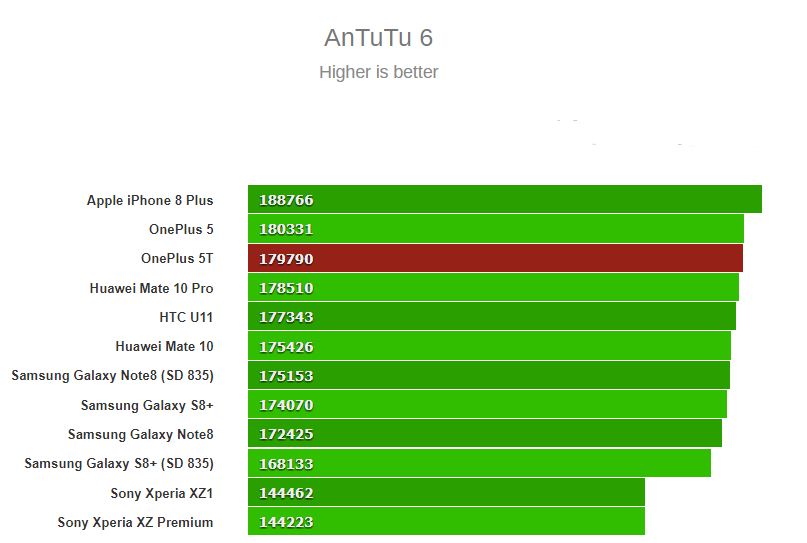 AnTuTu 6
Higher is better
Apple iPhone 8 Plus 188766
OnePlus 5 180331
OnePlus 5T 179790
Huawei Mate 10 Pro 178510
HTC U11 177343
Huawei Mate 10 175426
Samsung Galaxy Note8 (SD 835) 175153
Samsung Galaxy S8+ 174070
Samsung Galaxy Note8 172425
Samsung Galaxy S8+ (SD 835) 168133
Sony Xperia XZ1 144462
Sony Xperia XZ Premium 144223